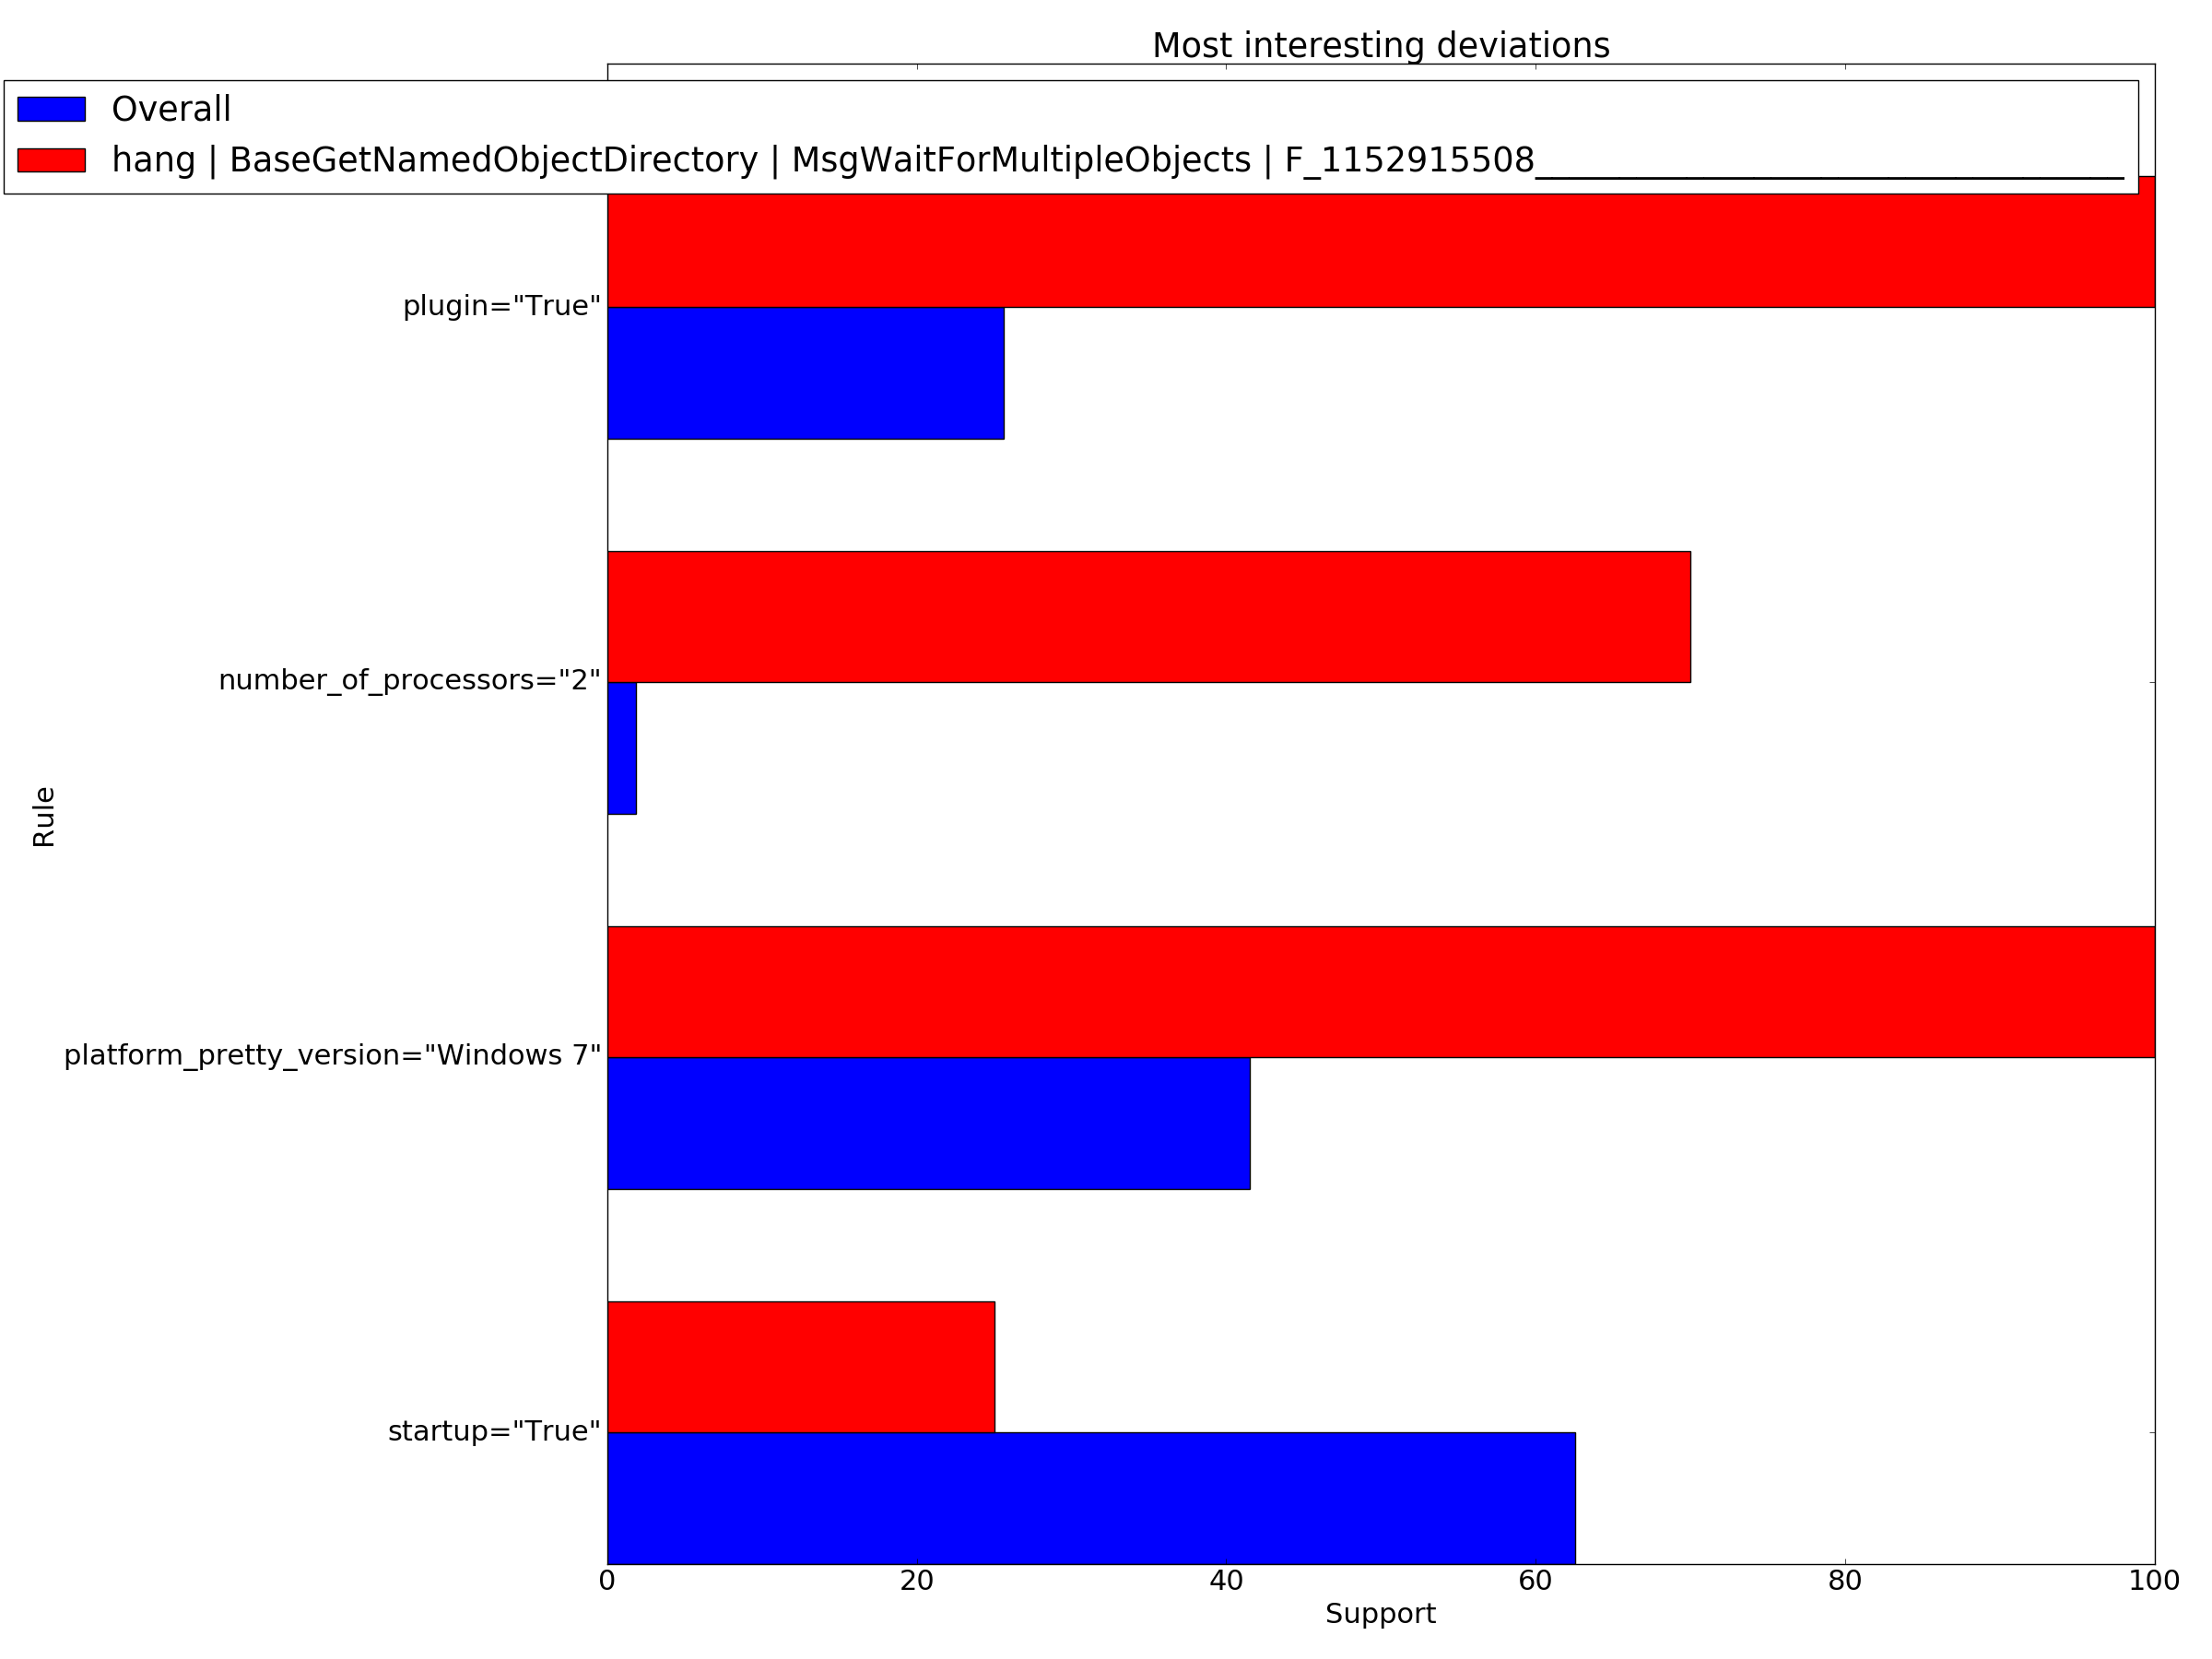 Most interesting deviations
Overall
hang | BaseGetNamedObjectDirectory | MsgWaitForMultipleObjects | F_1152915508___________________________________
plugin="True"
number_of_processors="2"
Rule
platform_pretty_version="Windows 7"
startup="True"
0 20 40 60 80 100
Support